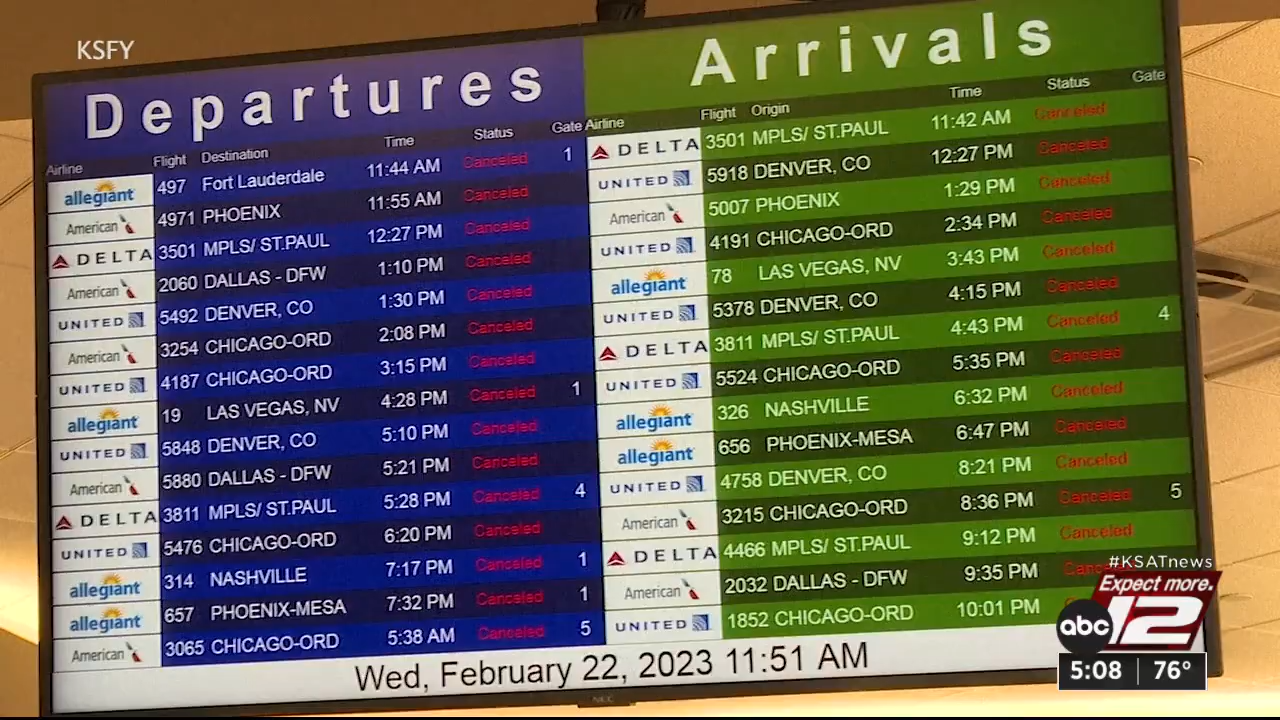 KSFY
Departures
Airline Flight Destination Time Status Gate
allegiant 497 Fort Lauderdale 11:44 AM Canceled 1
American 4971 PHOENIX 11:55 AM Canceled
DELTA 3501 MPLS/ ST.PAUL 12:27 PM Canceled
American 2060 DALLAS - DFW 1:10 PM Canceled
UNITED 5492 DENVER, CO 1:30 PM Canceled
American 3254 CHICAGO-ORD 2:08 PM Canceled
UNITED 4187 CHICAGO-ORD 3:15 PM Canceled
allegiant 19 LAS VEGAS, NV 4:28 PM Canceled 1
UNITED 5848 DENVER, CO 5:10 PM Canceled
American 5880 DALLAS - DFW 5:21 PM Canceled
DELTA 3811 MPLS/ ST.PAUL 5:28 PM Canceled 4
UNITED 5476 CHICAGO-ORD 6:20 PM Canceled
allegiant 314 NASHVILLE 7:17 PM Canceled 1
allegiant 657 PHOENIX-MESA 7:32 PM Canceled 1
American 3065 CHICAGO-ORD 5:38 AM Canceled 5
Arrivals
Airline Flight Origin Time Status Gate
DELTA 3501 MPLS/ ST.PAUL 11:42 AM Canceled
UNITED 5918 DENVER, CO 12:27 PM Canceled
American 5007 PHOENIX 1:29 PM Canceled
UNITED 4191 CHICAGO-ORD 2:34 PM Canceled
allegiant 78 LAS VEGAS, NV 3:43 PM Canceled
UNITED 5378 DENVER, CO 4:15 PM Canceled
DELTA 3811 MPLS/ ST.PAUL 4:43 PM Canceled 4
UNITED 5524 CHICAGO-ORD 5:35 PM Canceled
allegiant 326 NASHVILLE 6:32 PM Canceled
allegiant 656 PHOENIX-MESA 6:47 PM Canceled
UNITED 4758 DENVER, CO 8:21 PM Canceled
American 3215 CHICAGO-ORD 8:36 PM Canceled 5
DELTA 4466 MPLS/ ST.PAUL 9:12 PM Canceled
American 2032 DALLAS - DFW 9:35 PM
UNITED 1852 CHICAGO-ORD 10:01 PM
Wed, February 22, 2023 11:51 AM
NEC
#KSATnews
Expect more.
abc 12
5:08 76°